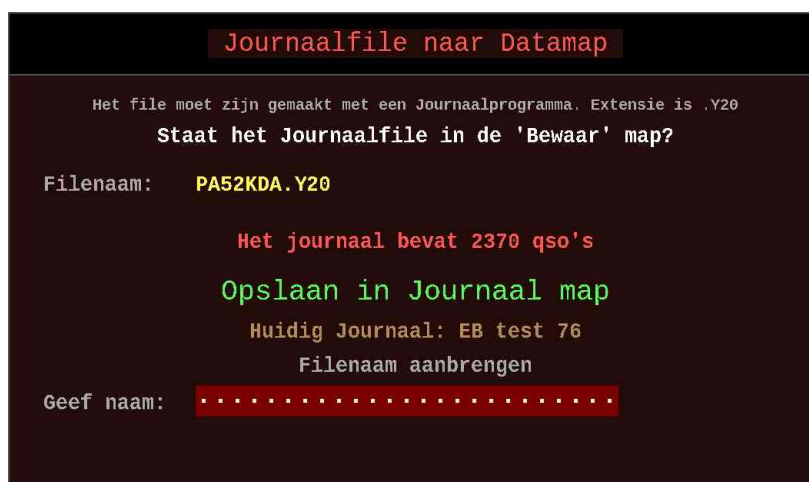 Journaalfile naar Datamap
Het file moet zijn gemaakt met een Journaalprogramma. Extensie is .Y20
Staat het Journaalfile in de 'Bewaar' map?
Filenaam: PA52KDA.Y20
Het journaal bevat 2370 qso's
Opslaan in Journaal map
Huidig Journaal: EB test 76
Filenaam aanbrengen
Geef naam: .........................